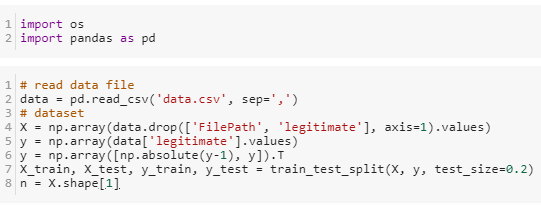 1 import os
2 import pandas as pd
1 # read data file
2 data = pd.read_csv('data.csv', sep=',')
3 # dataset
4 X = np.array(data.drop(['FilePath', 'legitimate'], axis=1).values)
5 y = np.array(data['legitimate'].values)
6 y = np.array([np.absolute(y-1), y]).T
7 X_train, X_test, y_train, y_test = train_test_split(X, y, test_size=0.2)
8 n = X.shape[1]